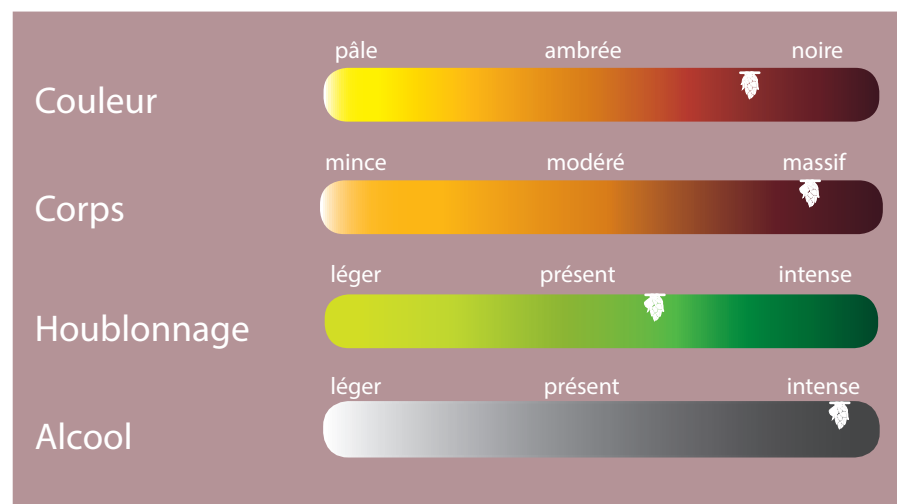 pâle ambrée noire
Couleur
mince modéré massif
Corps
léger présent intense
Houblonnage
léger présent intense
Alcool